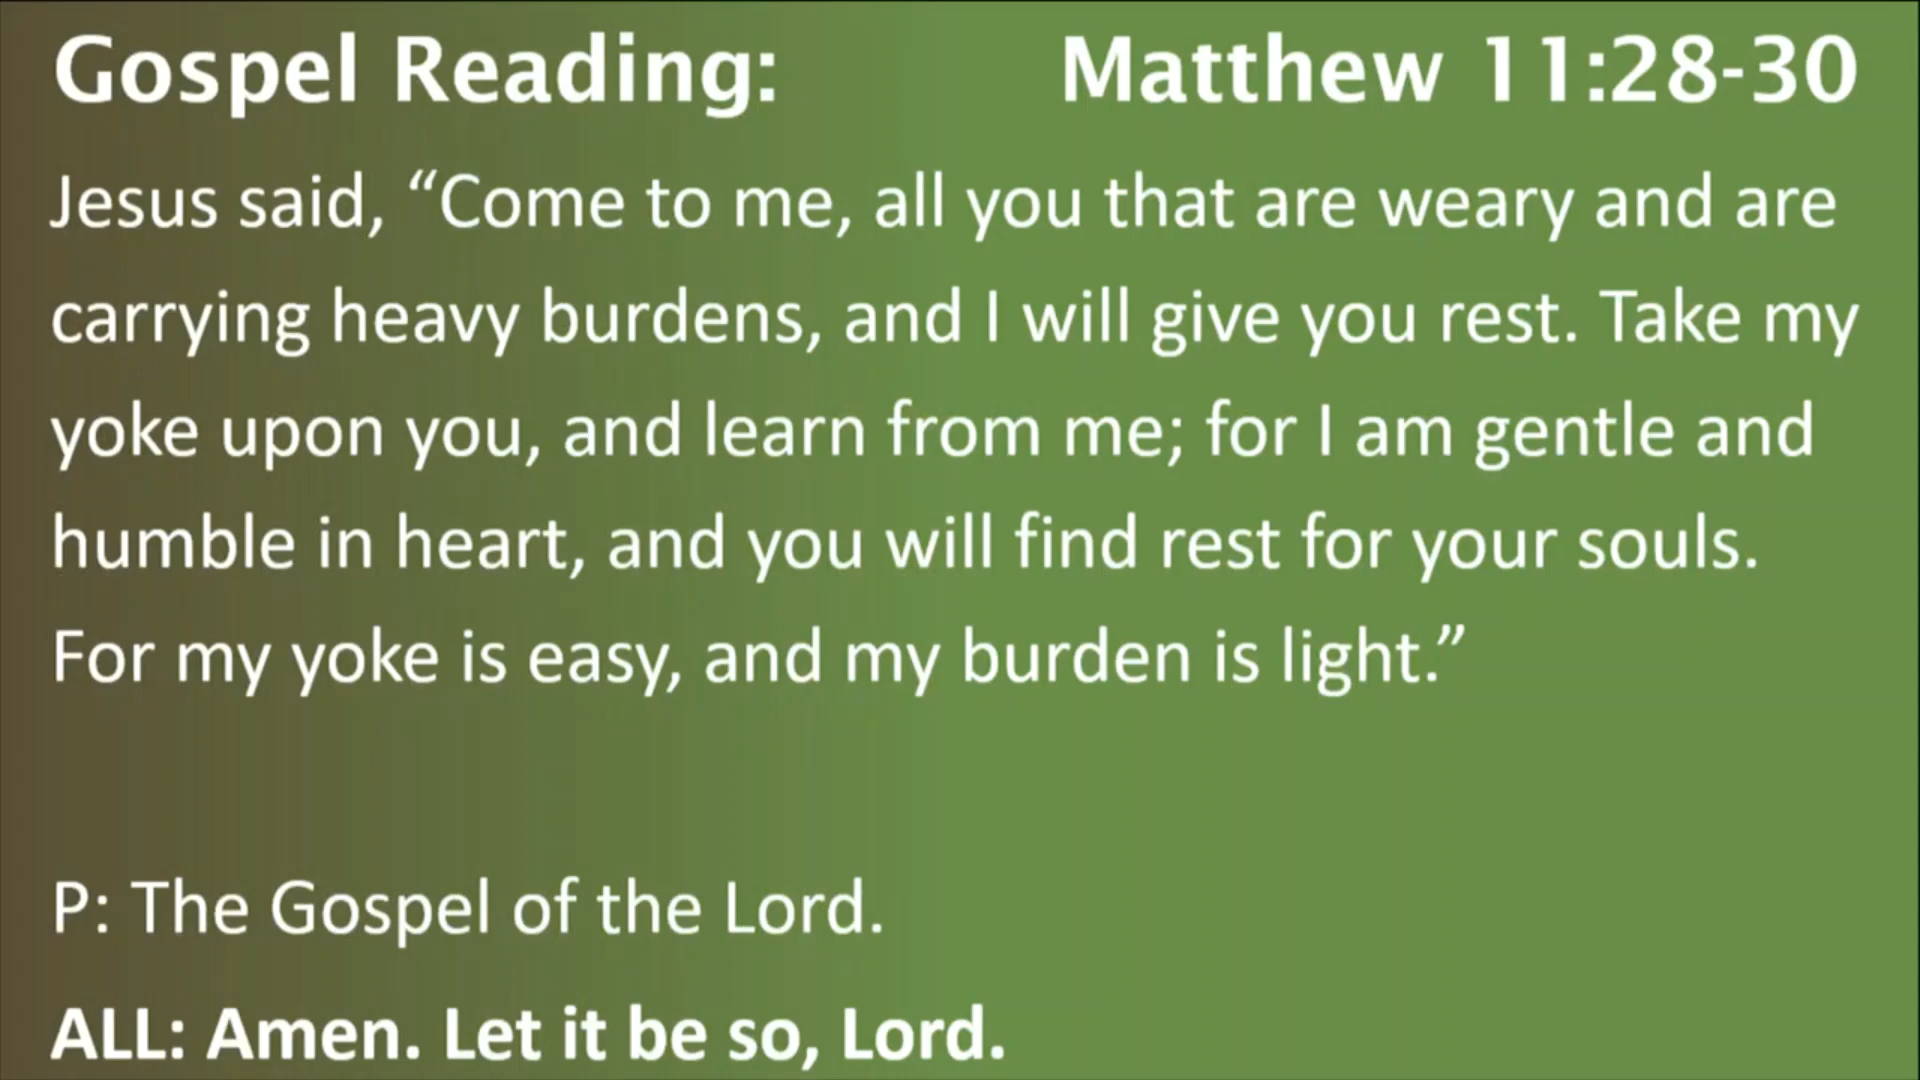 Gospel Reading: Matthew 11:28-30
Jesus said, “Come to me, all you that are weary and are
carrying heavy burdens, and I will give you rest. Take my
yoke upon you, and learn from me; for I am gentle and
humble in heart, and you will find rest for your souls.
For my yoke is easy, and my burden is light.”
P: The Gospel of the Lord.
ALL: Amen. Let it be so, Lord.